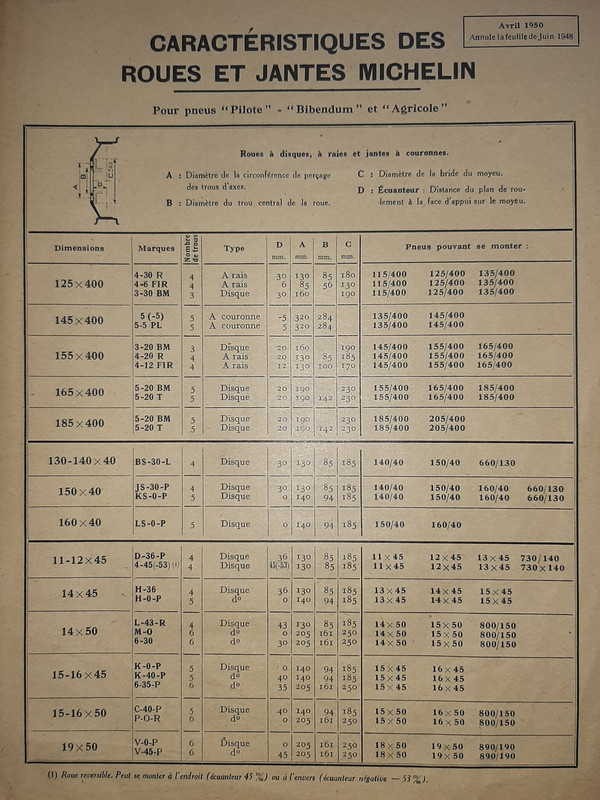 Avril 1950
Annule la feuille de Juin 1948
CARACTÉRISTIQUES DES
ROUES ET JANTES MICHELIN
Pour pneus "Pilote" - "Bibendum" et "Agricole"
Roues à disques, à raies et jantes à couronnes.
A : Diamètre de la circonférence de perçage des trous d'axes.
B : Diamètre du trou central de la roue.
C : Diamètre de la bride du moyeu.
D : Écuanteur : Distance du plan de roulement à la face d'appui sur le moyeu.
Dimensions Marques Nombre de trous Type D mm. A mm. B mm. C mm. Pneus pouvant se monter :
125×400
4-30 R 4 A rais 30 130 85 180 115/400 125/400 135/400
4-6 FIR 4 A rais 6 85 56 130 115/400 125/400 135/400
3-30 BM 3 Disque 30 160 190 115/400 125/400 135/400
145×400
5 (-5) 5 A couronne -5 320 284 135/400 145/400
5-5 PL 5 A couronne 5 320 284 135/400 145/400
155×400
3-20 BM 3 Disque 20 160 190 145/400 155/400 165/400
4-20 R 4 A rais 20 130 85 185 145/400 155/400 165/400
4-12 FIR 4 A rais 12 130 100 170 145/400 155/400 165/400
165×400
5-20 BM 5 Disque 20 190 230 155/400 165/400 185/400
5-20 T 5 Disque 20 190 142 230 155/400 165/400 185/400
185×400
5-20 BM 5 Disque 20 190 230 185/400 205/400
5-20 T 5 Disque 20 190 142 230 185/400 205/400
130-140×40 BS-30-L 4 Disque 30 130 85 185 140/40 150/40 660/130
150×40
JS-30-P 4 Disque 30 130 85 185 140/40 150/40 160/40 660/130
KS-0-P 5 Disque 0 140 94 185 140/40 150/40 160/40 660/130
160×40 LS-0-P 5 Disque 0 140 94 185 150/40 160/40
11-12×45
D-36-P 4 Disque 36 130 85 185 11×45 12×45 13×45 730/140
4-45(-53) (1) 4 Disque 45(-53) 130 85 185 11×45 12×45 13×45 730×140
14×45
H-36 4 Disque 36 130 85 185 13×45 14×45 15×45
H-0-P 5 dº 0 140 94 185 13×45 14×45 15×45
14×50
L-43-R 4 Disque 43 130 85 185 14×50 15×50 800/150
M-O 6 dº 0 205 161 250 14×50 15×50 800/150
6-30 6 dº 30 205 161 250 14×50 15×50 800/150
15-16×45
K-0-P 5 Disque 0 140 94 185 15×45 16×45
K-40-P 5 dº 40 140 94 185 15×45 16×45
6-35-P 6 dº 35 205 161 250 15×45 16×45
15-16×50
C-40-P 5 Disque 40 140 94 185 15×50 16×50 800/150
P-O-R 6 dº 0 205 161 250 15×50 16×50 800/150
19×50
V-0-P 6 Disque 0 205 161 250 18×50 19×50 890/190
V-45-P 6 dº 45 205 161 250 18×50 19×50 890/190
(1) Roue reversible. Peut se monter à l'endroit (écuanteur 45 m/m) ou à l'envers (écuanteur négative — 53 m/m).